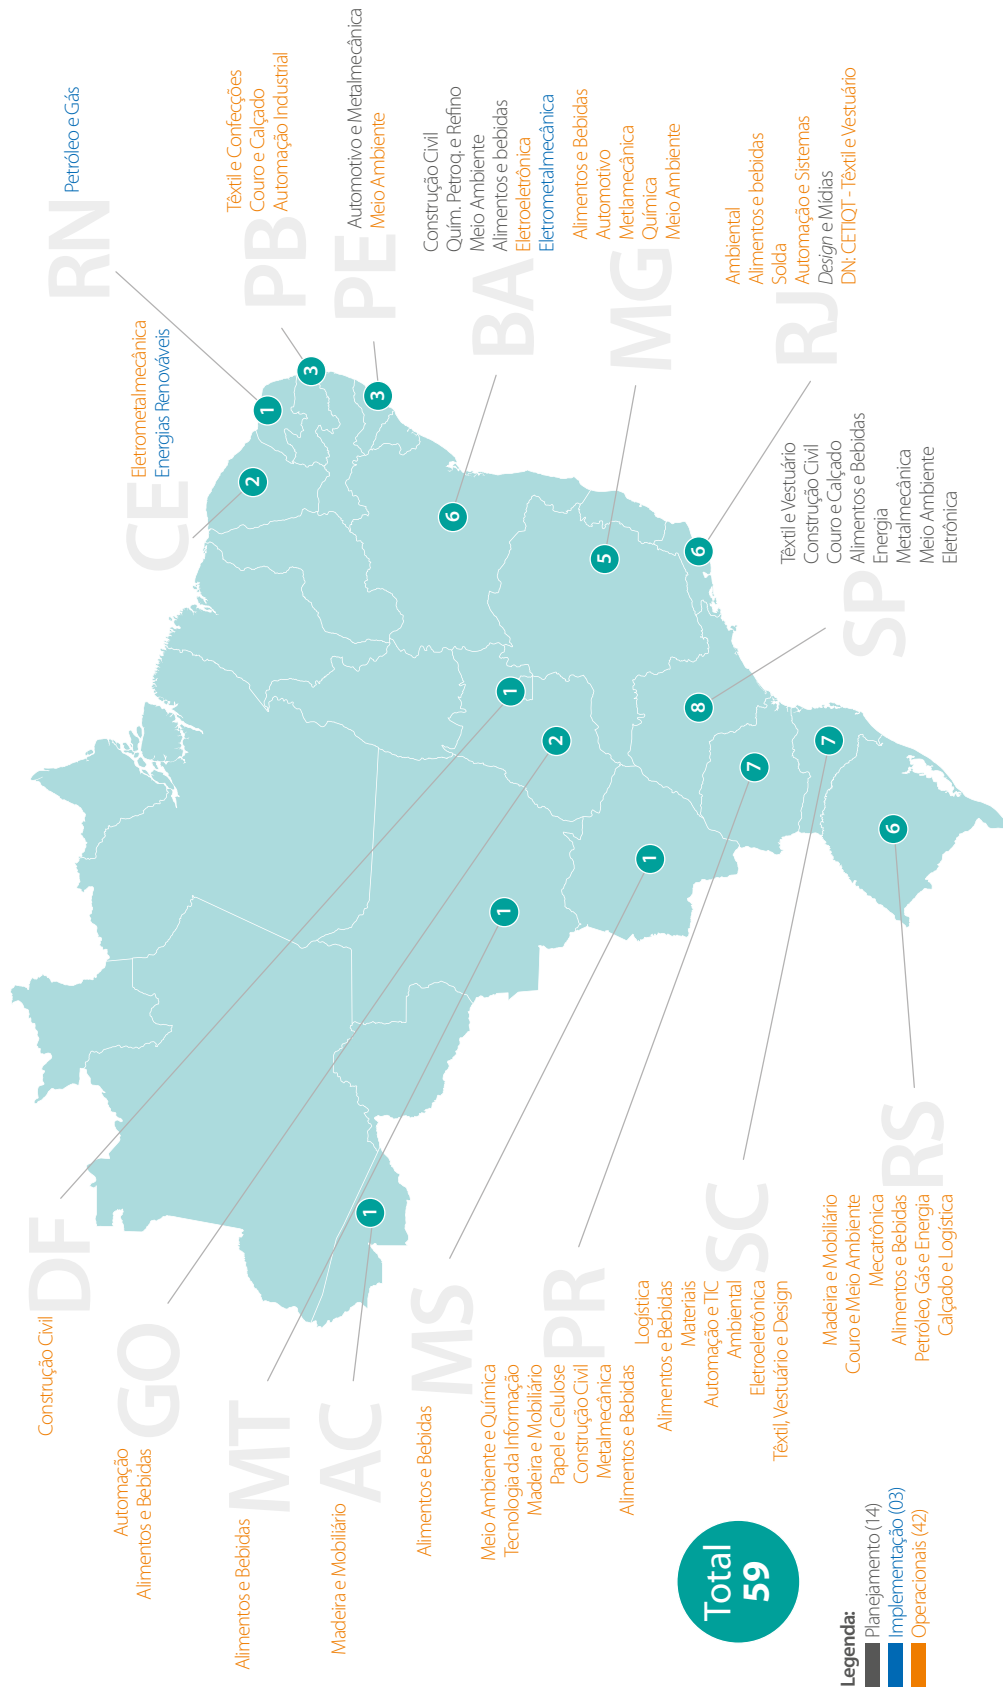 RN
Petróleo e Gás
CE
Eletrometalmecânica
Energias Renováveis
PB
Têxtil e Confecções
Couro e Calçado
Automação Industrial
PE
Automotivo e Metalmecânica
Meio Ambiente
BA
Construção Civil
Quím. Petroq. e Refino
Meio Ambiente
Alimentos e bebidas
Eletroeletrônica
Eletrometalmecânica
MG
Alimentos e Bebidas
Automotivo
Metlamecânica
Química
Meio Ambiente
RJ
Ambiental
Alimentos e bebidas
Solda
Automação e Sistemas
Design e Mídias
DN: CETIQT - Têxtil e Vestuário
SP
Têxtil e Vestuário
Construção Civil
Couro e Calçado
Alimentos e Bebidas
Energia
Metalmecânica
Meio Ambiente
Eletrônica
DF
Construção Civil
GO
Automação
Alimentos e Bebidas
MT
Alimentos e Bebidas
AC
Madeira e Mobiliário
MS
Alimentos e Bebidas
PR
Meio Ambiente e Química
Tecnologia da Informação
Madeira e Mobiliário
Papel e Celulose
Construção Civil
Metalmecânica
Alimentos e Bebidas
SC
Logística
Alimentos e Bebidas
Materiais
Automação e TIC
Ambiental
Eletroeletrônica
Têxtil, Vestuário e Design
RS
Madeira e Mobiliário
Couro e Meio Ambiente
Mecatrônica
Alimentos e Bebidas
Petróleo, Gás e Energia
Calçado e Logística
1
2
3
3
6
5
6
1
2
8
7
7
6
1
1
1
Total
59
Legenda:
Planejamento (14)
Implementação (03)
Operacionais (42)